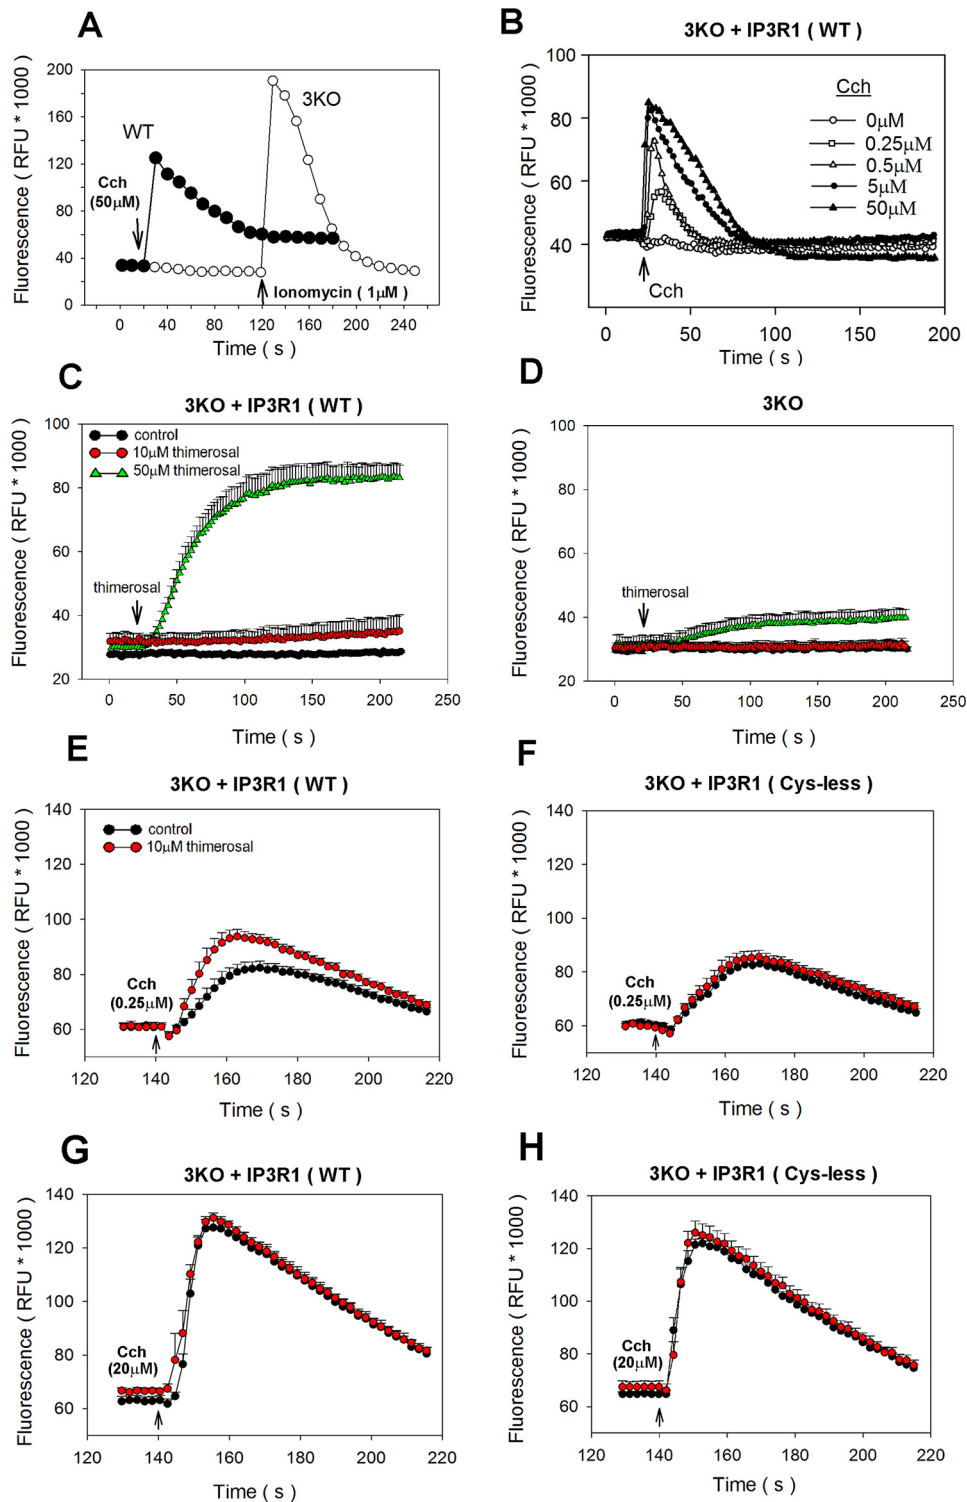 A
Fluorescence ( RFU * 1000 )
200
160
120
80
40
0
WT
3KO
Cch
(50µM)
Ionomycin ( 1µM )
0 40 80 120 160 200 240
Time ( s )
B
3KO + IP3R1 ( WT )
Fluorescence ( RFU * 1000 )
100
80
60
40
Cch
0µM
0.25µM
0.5µM
5µM
50µM
Cch
0 50 100 150 200
Time ( s )
C
3KO + IP3R1 ( WT )
Fluorescence ( RFU * 1000 )
100
80
60
40
20
control
10µM thimerosal
50µM thimerosal
thimerosal
0 50 100 150 200 250
Time ( s )
D
3KO
Fluorescence ( RFU * 1000 )
100
80
60
40
20
thimerosal
0 50 100 150 200 250
Time ( s )
E
3KO + IP3R1 ( WT )
Fluorescence ( RFU * 1000 )
140
120
100
80
60
control
10µM thimerosal
Cch
(0.25µM)
120 140 160 180 200 220
Time ( s )
F
3KO + IP3R1 ( Cys-less )
Fluorescence ( RFU * 1000 )
140
120
100
80
60
Cch
(0.25µM)
120 140 160 180 200 220
Time ( s )
G
3KO + IP3R1 ( WT )
Fluorescence ( RFU * 1000 )
140
120
100
80
60
Cch
(20µM)
120 140 160 180 200 220
Time ( s )
H
3KO + IP3R1 ( Cys-less )
Fluorescence ( RFU * 1000 )
140
120
100
80
60
Cch
(20µM)
120 140 160 180 200 220
Time ( s )